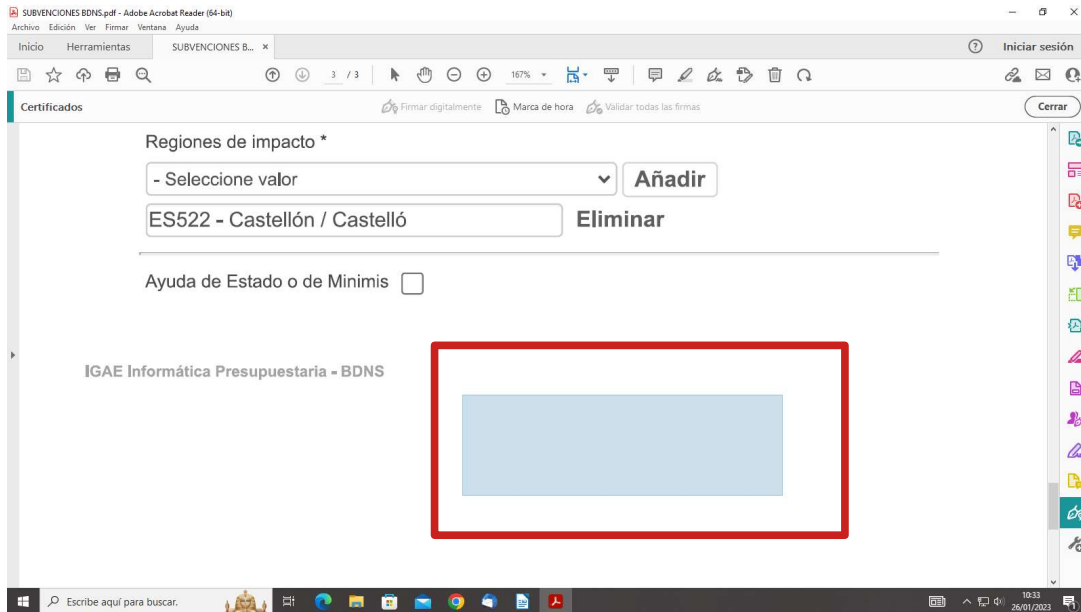 SUBVENCIONES BDNS.pdf - Adobe Acrobat Reader (64-bit)
Archivo Edición Ver Firmar Ventana Ayuda
Inicio Herramientas SUBVENCIONES B... × Iniciar sesión
3 / 3 167%
Certificados Firmar digitalmente Marca de hora Validar todas las firmas Cerrar
Regiones de impacto *
- Seleccione valor Añadir
ES522 - Castellón / Castelló Eliminar
Ayuda de Estado o de Minimis
IGAE Informática Presupuestaria - BDNS
Escribe aquí para buscar. 10:33
26/01/2023